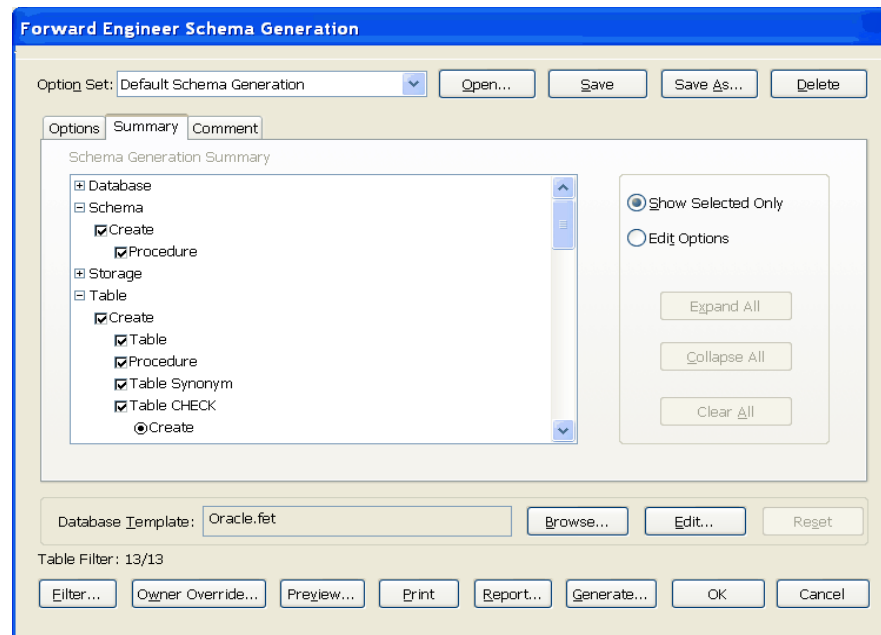 Forward Engineer Schema Generation
Option Set: Default Schema Generation Open... Save Save As... Delete
Options Summary Comment
Schema Generation Summary
Database
Schema
Create
Procedure
Storage
Table
Create
Table
Procedure
Table Synonym
Table CHECK
Create
Show Selected Only
Edit Options
Expand All
Collapse All
Clear All
Database Template: Oracle.fet Browse... Edit... Reset
Table Filter: 13/13
Filter... Owner Override... Preview... Print Report... Generate... OK Cancel